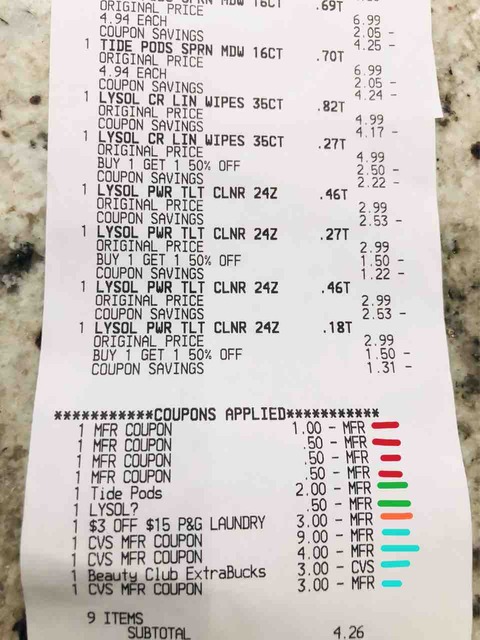 ORIGINAL PRICE .69T
4.94 EACH 6.99
COUPON SAVINGS 2.05 -
1 TIDE PODS SPRN MDW 16CT 4.25 -
ORIGINAL PRICE .70T
4.94 EACH 6.99
COUPON SAVINGS 2.05 -
1 LYSOL CR LIN WIPES 35CT 4.24 -
ORIGINAL PRICE .82T
COUPON SAVINGS 4.99
1 LYSOL CR LIN WIPES 35CT 4.17 -
ORIGINAL PRICE .27T
BUY 1 GET 1 50% OFF 4.99
COUPON SAVINGS 2.50 -
2.22 -
1 LYSOL PWR TLT CLNR 24Z .46T
ORIGINAL PRICE 2.99
COUPON SAVINGS 2.53 -
1 LYSOL PWR TLT CLNR 24Z .27T
ORIGINAL PRICE 2.99
BUY 1 GET 1 50% OFF 1.50 -
COUPON SAVINGS 1.22 -
1 LYSOL PWR TLT CLNR 24Z .46T
ORIGINAL PRICE 2.99
COUPON SAVINGS 2.53 -
1 LYSOL PWR TLT CLNR 24Z .18T
ORIGINAL PRICE 2.99
BUY 1 GET 1 50% OFF 1.50 -
COUPON SAVINGS 1.31 -
***********COUPONS APPLIED***********
1 MFR COUPON 1.00 - MFR
1 MFR COUPON .50 - MFR
1 MFR COUPON .50 - MFR
1 MFR COUPON .50 - MFR
1 Tide Pods 2.00 - MFR
1 LYSOL? .50 - MFR
1 $3 OFF $15 P&G LAUNDRY 3.00 - MFR
1 CVS MFR COUPON 9.00 - MFR
1 CVS MFR COUPON 4.00 - MFR
1 Beauty Club ExtraBucks 3.00 - CVS
1 CVS MFR COUPON 3.00 - MFR
9 ITEMS
SUBTOTAL 4.26